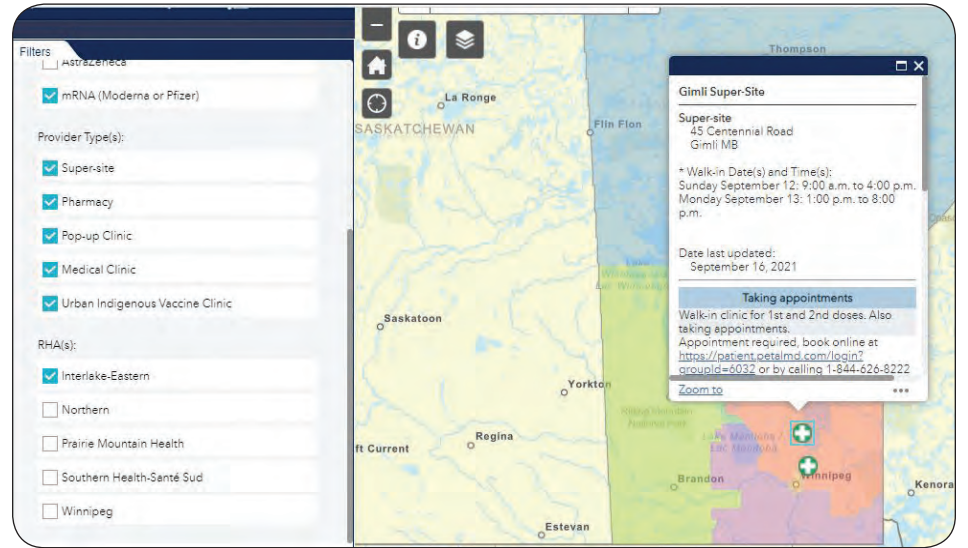 Filters
AstraZeneca
mRNA (Moderna or Pfizer)
Provider Type(s):
Super-site
Pharmacy
Pop-up Clinic
Medical Clinic
Urban Indigenous Vaccine Clinic
RHA(s):
Interlake-Eastern
Northern
Prairie Mountain Health
Southern Health-Santé Sud
Winnipeg
Thompson
La Ronge
SASKATCHEWAN
Flin Flon
Saskatoon
Yorkton
Regina
ft Current
Lake Manitoba /
Lac Manitoba
Brandon
Winnipeg
Kenora
Estevan
Gimli Super-Site
Super-site
45 Centennial Road
Gimli MB
* Walk-in Date(s) and Time(s):
Sunday September 12: 9:00 a.m. to 4:00 p.m.
Monday September 13: 1:00 p.m. to 8:00
p.m.
Date last updated:
September 16, 2021
Taking appointments
Walk-in clinic for 1st and 2nd doses. Also
taking appointments.
Appointment required, book online at
https://patient.petalmd.com/login?
groupId=6032 or by calling 1-844-626-8222
Zoom to